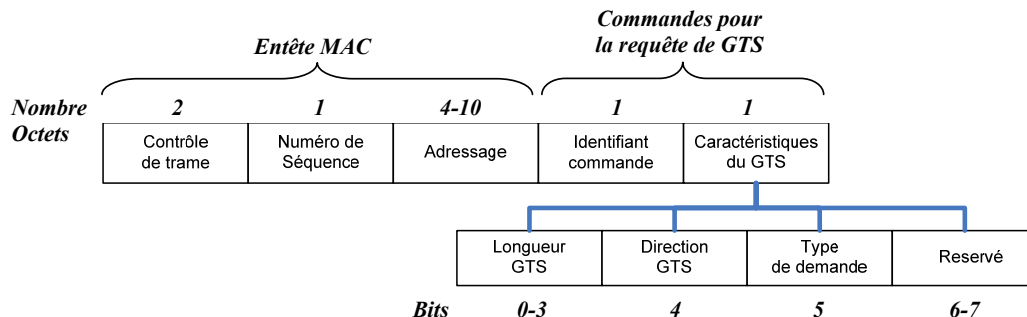 Commandes pour
la requête de GTS
Entête MAC
Nombre
Octets
2
1
4-10
1
1
Contrôle
de trame
Numéro de
Séquence
Adressage
Identifiant
commande
Caractéristiques
du GTS
Longueur
GTS
Direction
GTS
Type
de demande
Reservé
Bits
0-3
4
5
6-7